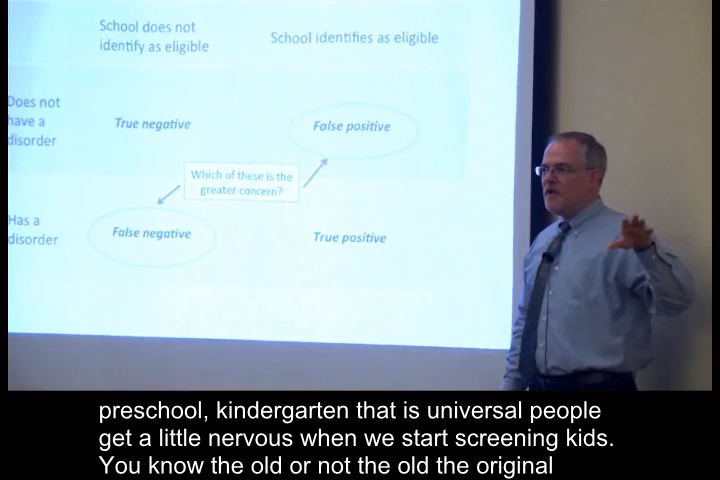 School does not
identify as eligible
School identifies as eligible
Does not
have a
disorder
True negative
False positive
Which of these is the
greater concern?
Has a
disorder
False negative
True positive
preschool, kindergarten that is universal people
get a little nervous when we start screening kids.
You know the old or not the old the original